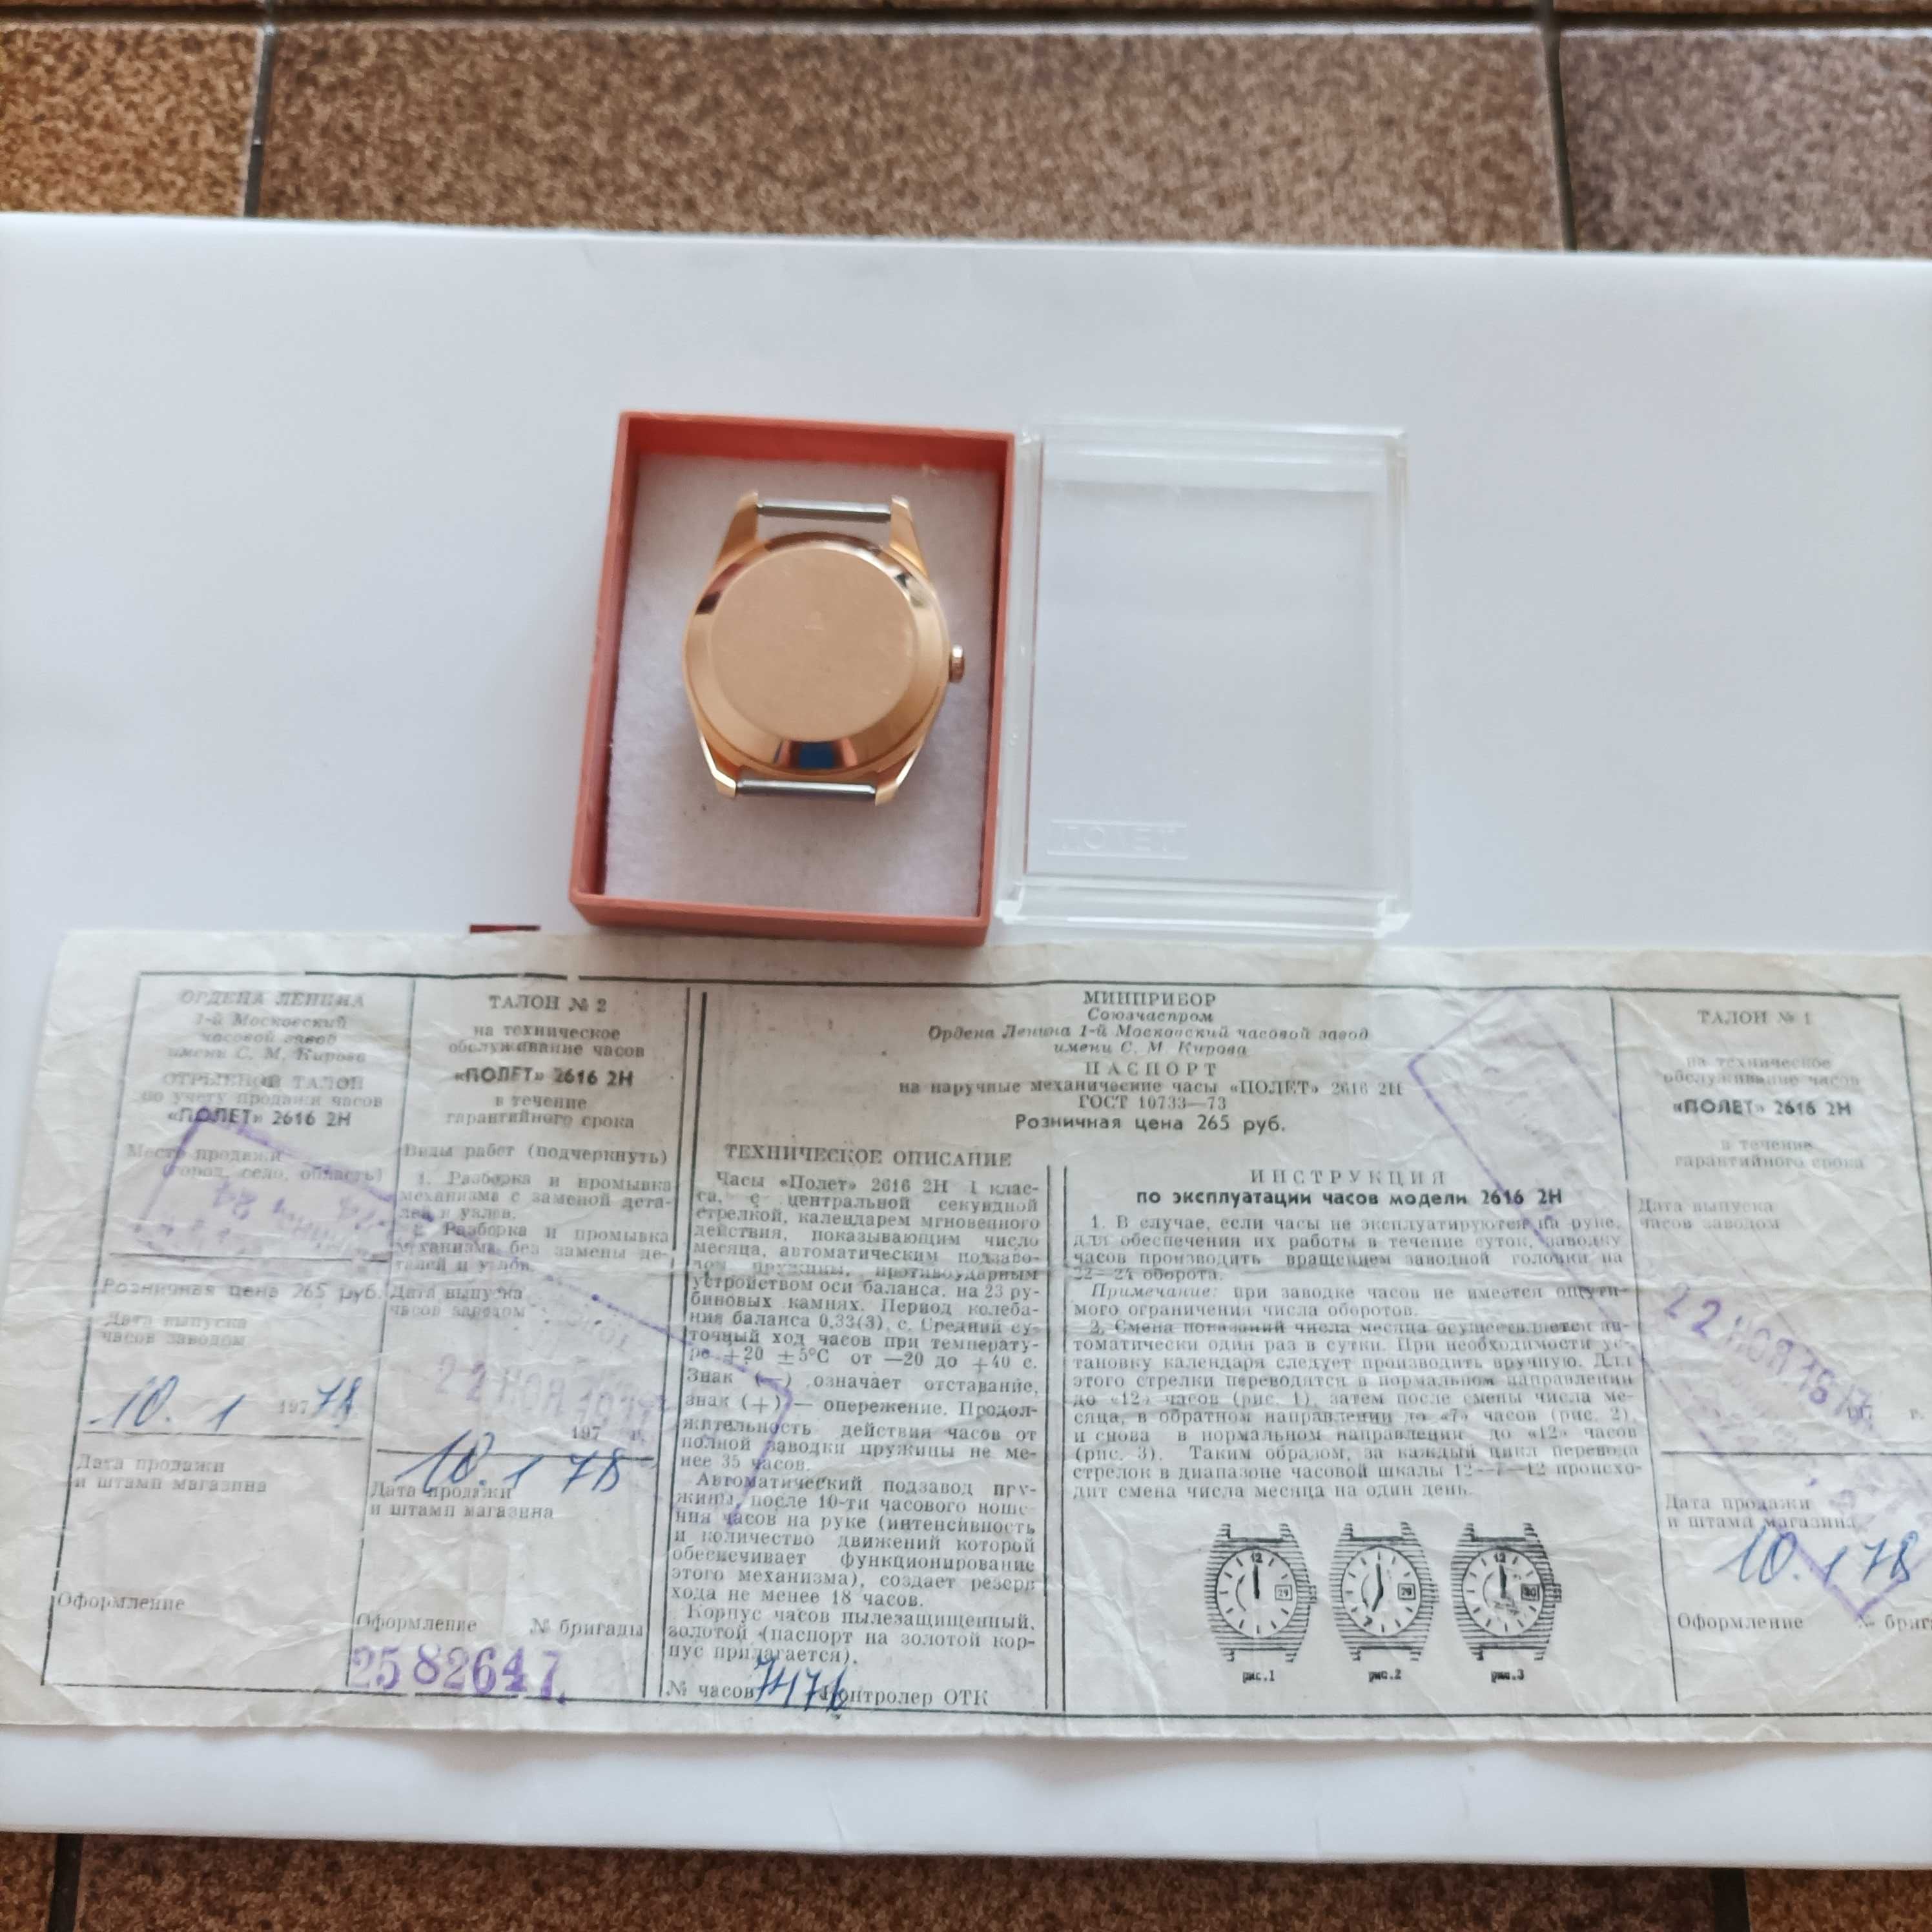 ПОЛЕТ
ОРДЕНА ЛЕНИНА
1-й Московский
часовой завод
имени С. М. Кирова
ОТРЫВНОЙ ТАЛОН
по учету продажи часов
«ПОЛЕТ» 2616 2Н
Место продажи
(город, село, область)
Розничная цена 265 руб.
Дата выпуска
часов заводом
10. 1 1978
Дата продажи
и штамп магазина
Оформление
ТАЛОН № 2
на техническое
обслуживание часов
«ПОЛЕТ» 2616 2Н
в течение
гарантийного срока
Виды работ (подчеркнуть)
1. Разборка и промывка
механизма с заменой дета-
лей и узлов.
2. Разборка и промывка
механизма без замены де-
талей и узлов.
Дата выпуска
часов заводом
22 НОЯ 1977
197 г.
10. 1 78
Дата продажи
и штамп магазина
Оформление № бригады
2582647
МИНПРИБОР
Союзчаспром
Ордена Ленина 1-й Московский часовой завод
имени С. М. Кирова
ПАСПОРТ
на наручные механические часы «ПОЛЕТ» 2616 2Н
ГОСТ 10733—73
Розничная цена 265 руб.
ТЕХНИЧЕСКОЕ ОПИСАНИЕ
Часы «Полет» 2616 2Н 1 клас-
са, с центральной секундной
стрелкой, календарем мгновенного
действия, показывающим число
месяца, автоматическим подзаво-
дом пружины, противоударным
устройством оси баланса, на 23 ру-
биновых камнях. Период колеба-
ния баланса 0,33(3), с. Средний су-
точный ход часов при температу-
ре +20 ±5°С от —20 до +40 с.
Знак (—) означает отставание,
знак (+) — опережение. Продол-
жительность действия часов от
полной заводки пружины не ме-
нее 35 часов.
Автоматический подзавод пру-
жины, после 10-ти часового ноше-
ния часов на руке (интенсивность
и количество движений которой
обеспечивает функционирование
этого механизма), создает резерв
хода не менее 18 часов.
Корпус часов пылезащищенный,
золотой (паспорт на золотой кор-
пус прилагается).
№ часов Контролер ОТК
ИНСТРУКЦИЯ
по эксплуатации часов модели 2616 2Н
1. В случае, если часы не эксплуатируются на руке,
для обеспечения их работы в течение суток, заводку
часов производить вращением заводной головки на
22—24 оборота.
Примечание: при заводке часов не имеется ощути-
мого ограничения числа оборотов.
2. Смена показаний числа месяца осуществляется ав-
томатически один раз в сутки. При необходимости ус-
тановку календаря следует производить вручную. Для
этого стрелки переводятся в нормальном направлении
до «12» часов (рис. 1), затем после смены числа ме-
сяца, в обратном направлении до «7» часов (рис. 2),
и снова в нормальном направлении до «12» часов
(рис. 3). Таким образом, за каждый цикл перевода
стрелок в диапазоне часовой шкалы 12—7—12 происхо-
дит смена числа месяца на один день.
12 29
29
12 30
рис.1 рис.2 рис.3
ТАЛОН № 1
на техническое
обслуживание часов
«ПОЛЕТ» 2616 2Н
в течение
гарантийного срока
Дата выпуска
часов заводом
22 НОЯ 1977
г.
Дата продажи
и штамп магазина
10. 1 78
Оформление